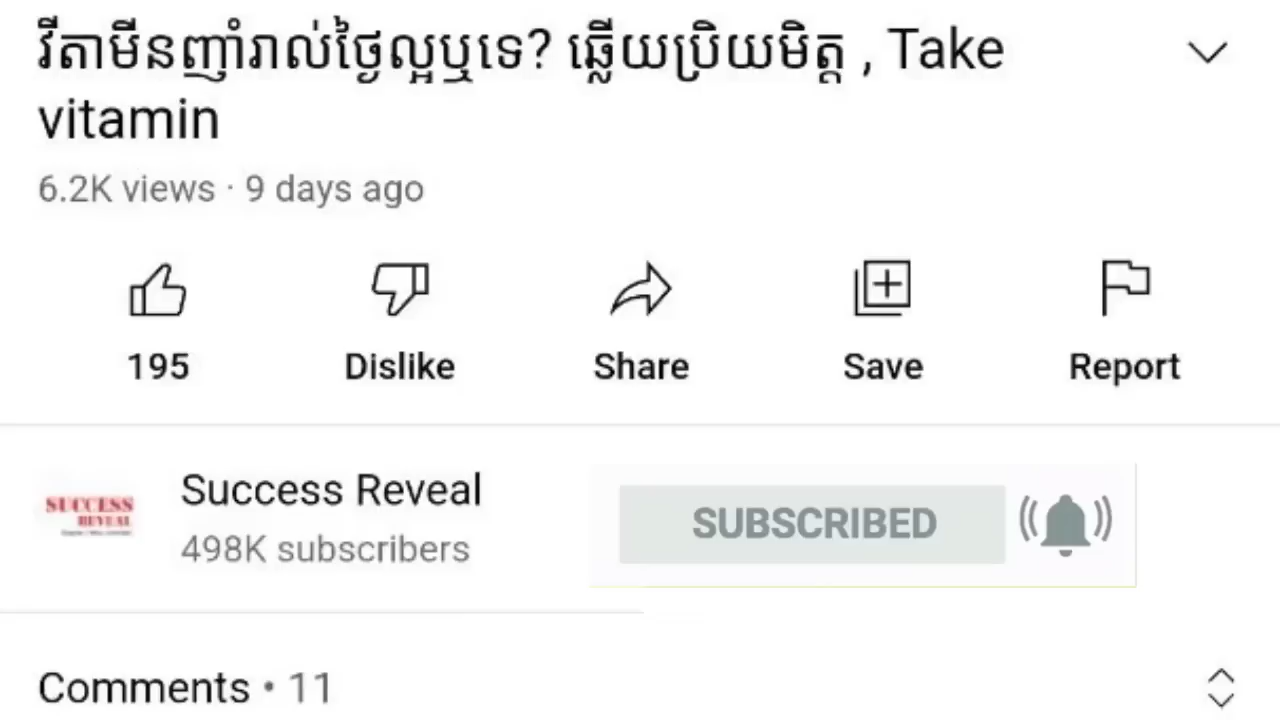 វីតាមីនញ៉ាំរាល់ថ្ងៃល្អឬទេ? ឆ្លើយប្រិយមិត្ត , Take
vitamin
6.2K views · 9 days ago
195
Dislike
Share
Save
Report
SUCCESS
REVEAL
Success Reveal
498K subscribers
SUBSCRIBED
Comments • 11